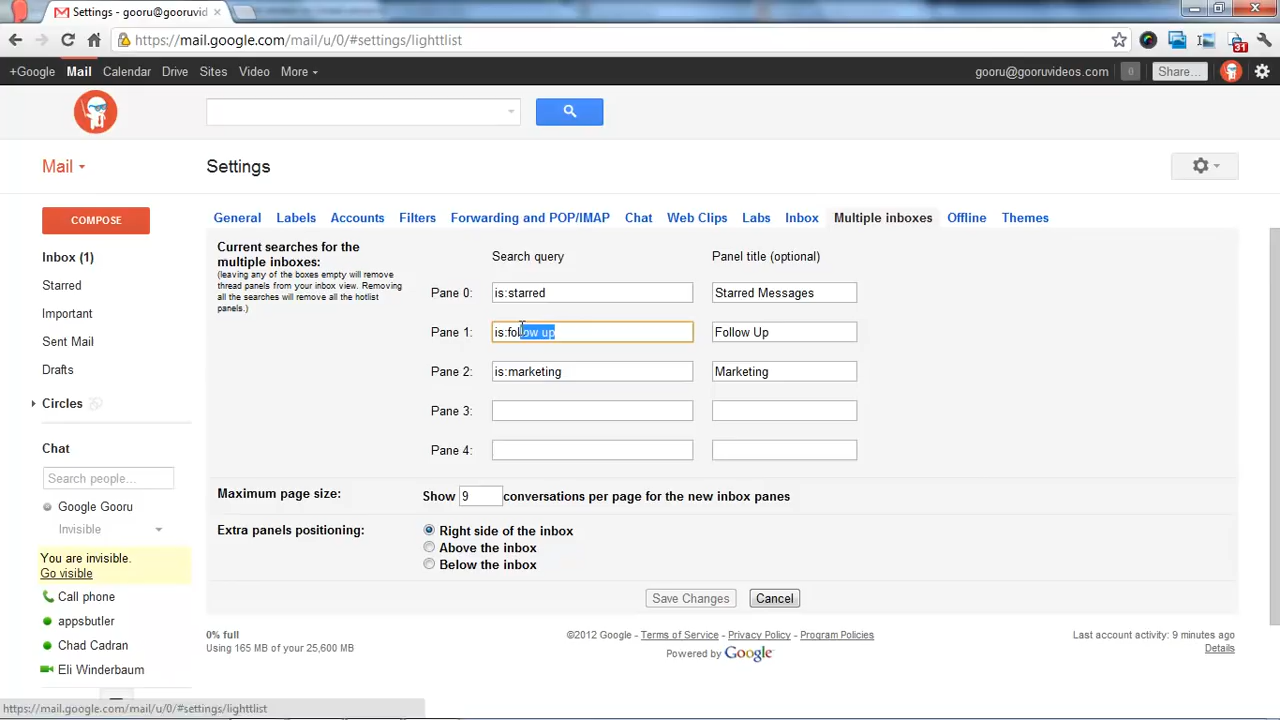 Settings - gooru@gooruvid
https://mail.google.com/mail/u/0/#settings/lighttlist
31
+Google Mail Calendar Drive Sites Video More
gooru@gooruvideos.com 0 Share...
Mail
Settings
COMPOSE
Inbox (1)
Starred
Important
Sent Mail
Drafts
Circles
Chat
Search people...
Google Gooru
Invisible
You are invisible.
Go visible
Call phone
appsbutler
Chad Cadran
Eli Winderbaum
General Labels Accounts Filters Forwarding and POP/IMAP Chat Web Clips Labs Inbox Multiple inboxes Offline Themes
Current searches for the
multiple inboxes:
(leaving any of the boxes empty will remove
thread panels from your inbox view. Removing
all the searches will remove all the hotlist
panels.)
Search query Panel title (optional)
Pane 0: is:starred Starred Messages
Pane 1: is:follow up Follow Up
Pane 2: is:marketing Marketing
Pane 3:
Pane 4:
Maximum page size: Show 9 conversations per page for the new inbox panes
Extra panels positioning: Right side of the inbox
Above the inbox
Below the inbox
Save Changes Cancel
0% full
Using 165 MB of your 25,600 MB
©2012 Google - Terms of Service - Privacy Policy - Program Policies
Powered by Google
Last account activity: 9 minutes ago
Details
https://mail.google.com/mail/u/0/#settings/lighttlist